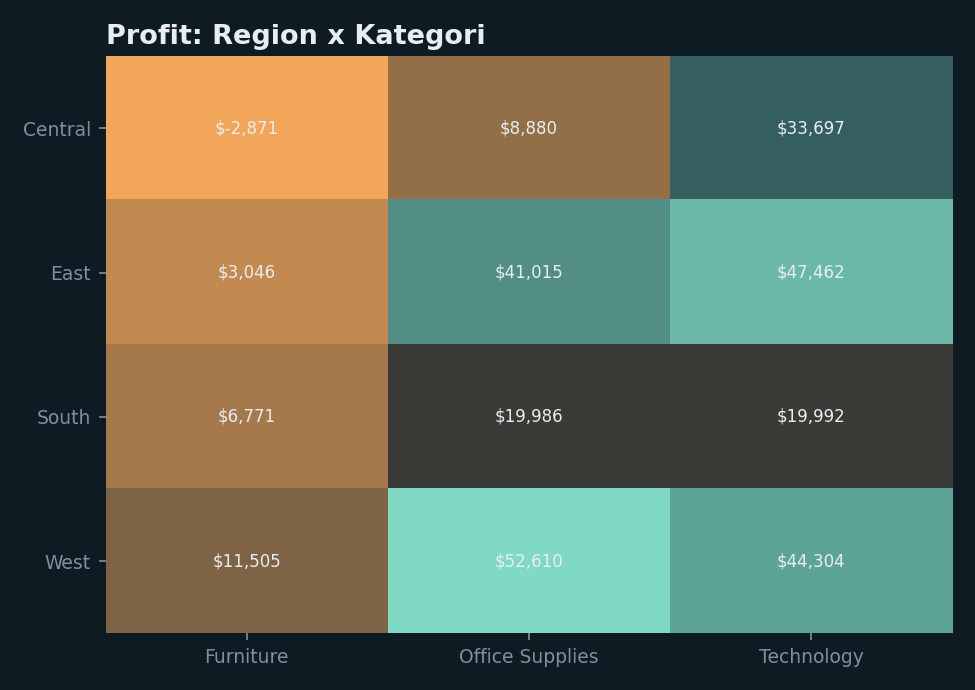 Profit: Region x Kategori
Central $-2,871 $8,880 $33,697
East $3,046 $41,015 $47,462
South $6,771 $19,986 $19,992
West $11,505 $52,610 $44,304
Furniture Office Supplies Technology